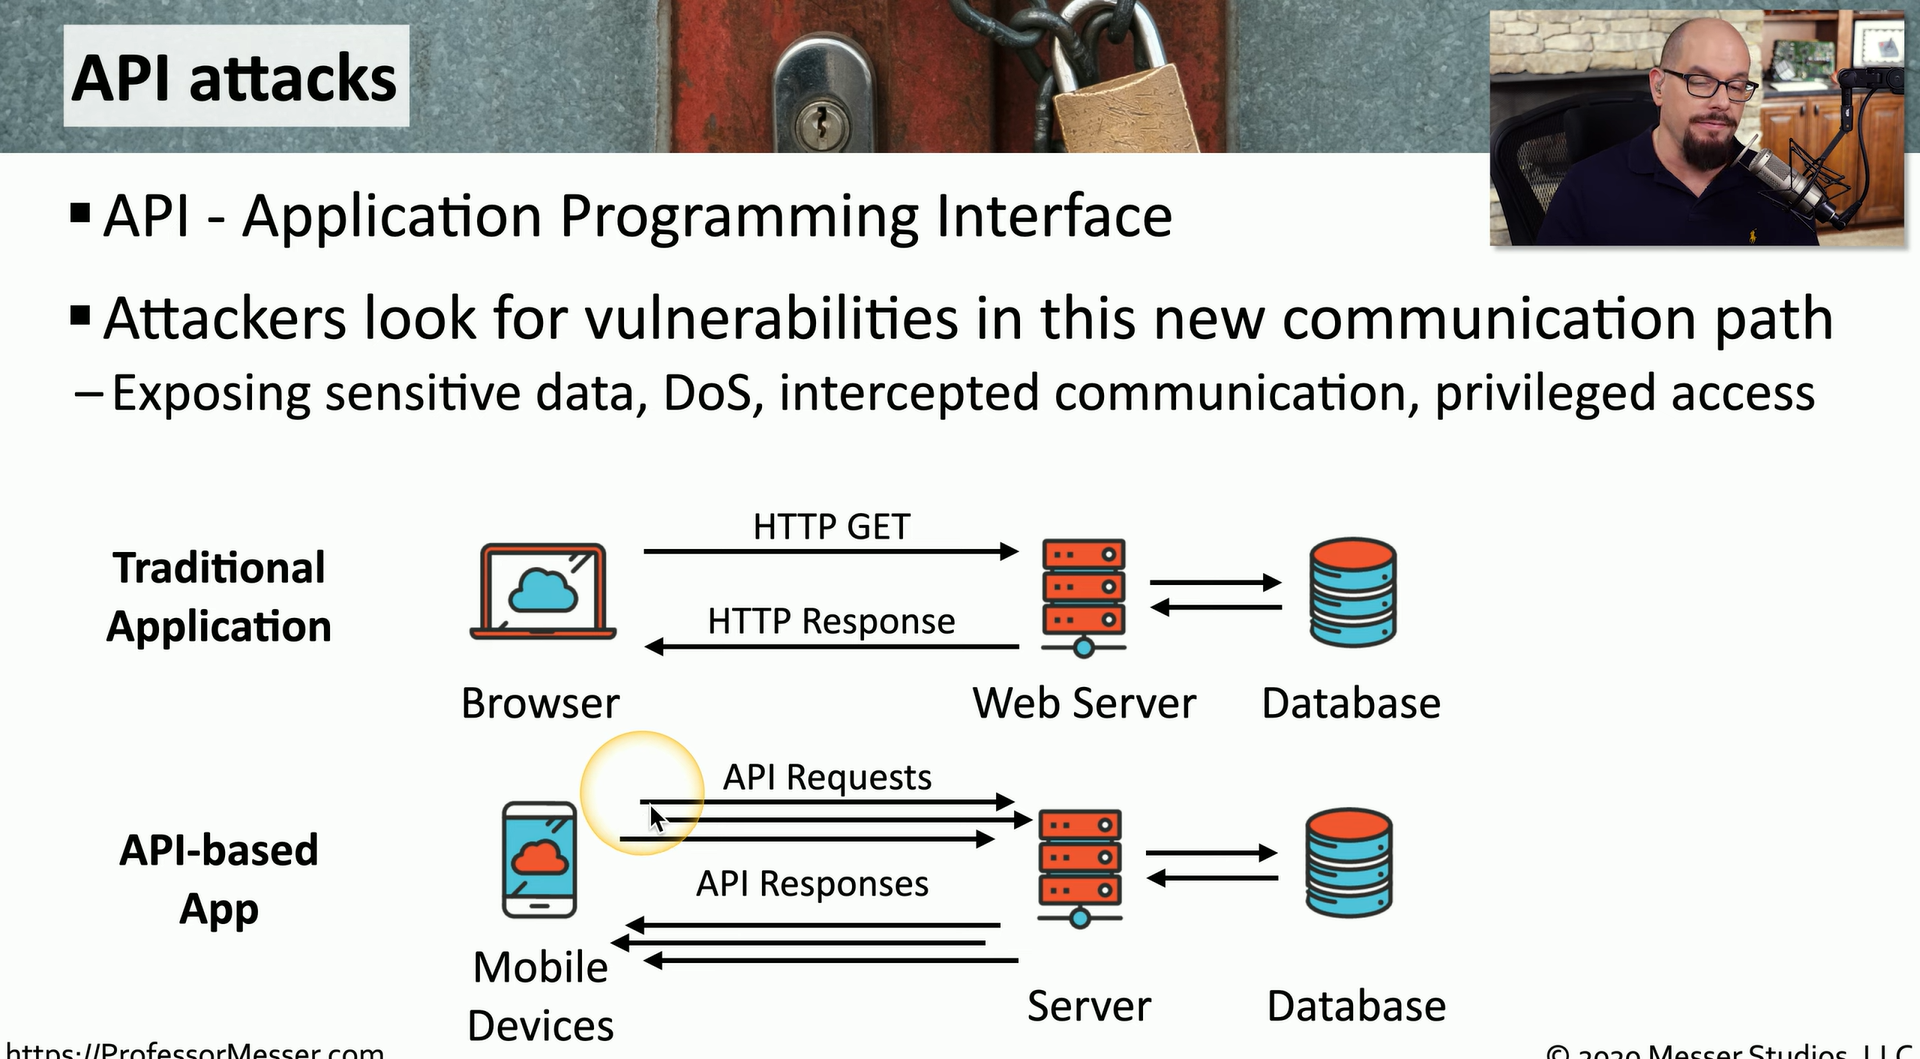 API attacks
▪ API - Application Programming Interface
▪ Attackers look for vulnerabilities in this new communication path
– Exposing sensitive data, DoS, intercepted communication, privileged access
Traditional
Application
HTTP GET
HTTP Response
Browser
Web Server
Database
API-based
App
API Requests
API Responses
Mobile
Devices
Server
Database
https://ProfessorMesser.com
© 2020 Messer Studios, LLC